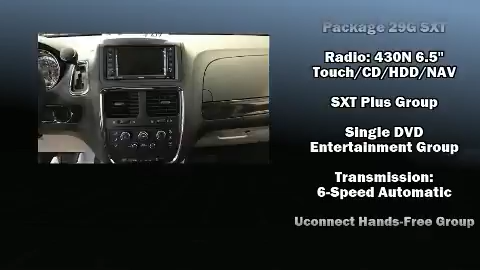 Package 29G SXT
Radio: 430N 6.5"
Touch/CD/HDD/NAV
SXT Plus Group
Single DVD
Entertainment Group
Transmission:
6-Speed Automatic
Uconnect Hands-Free Group